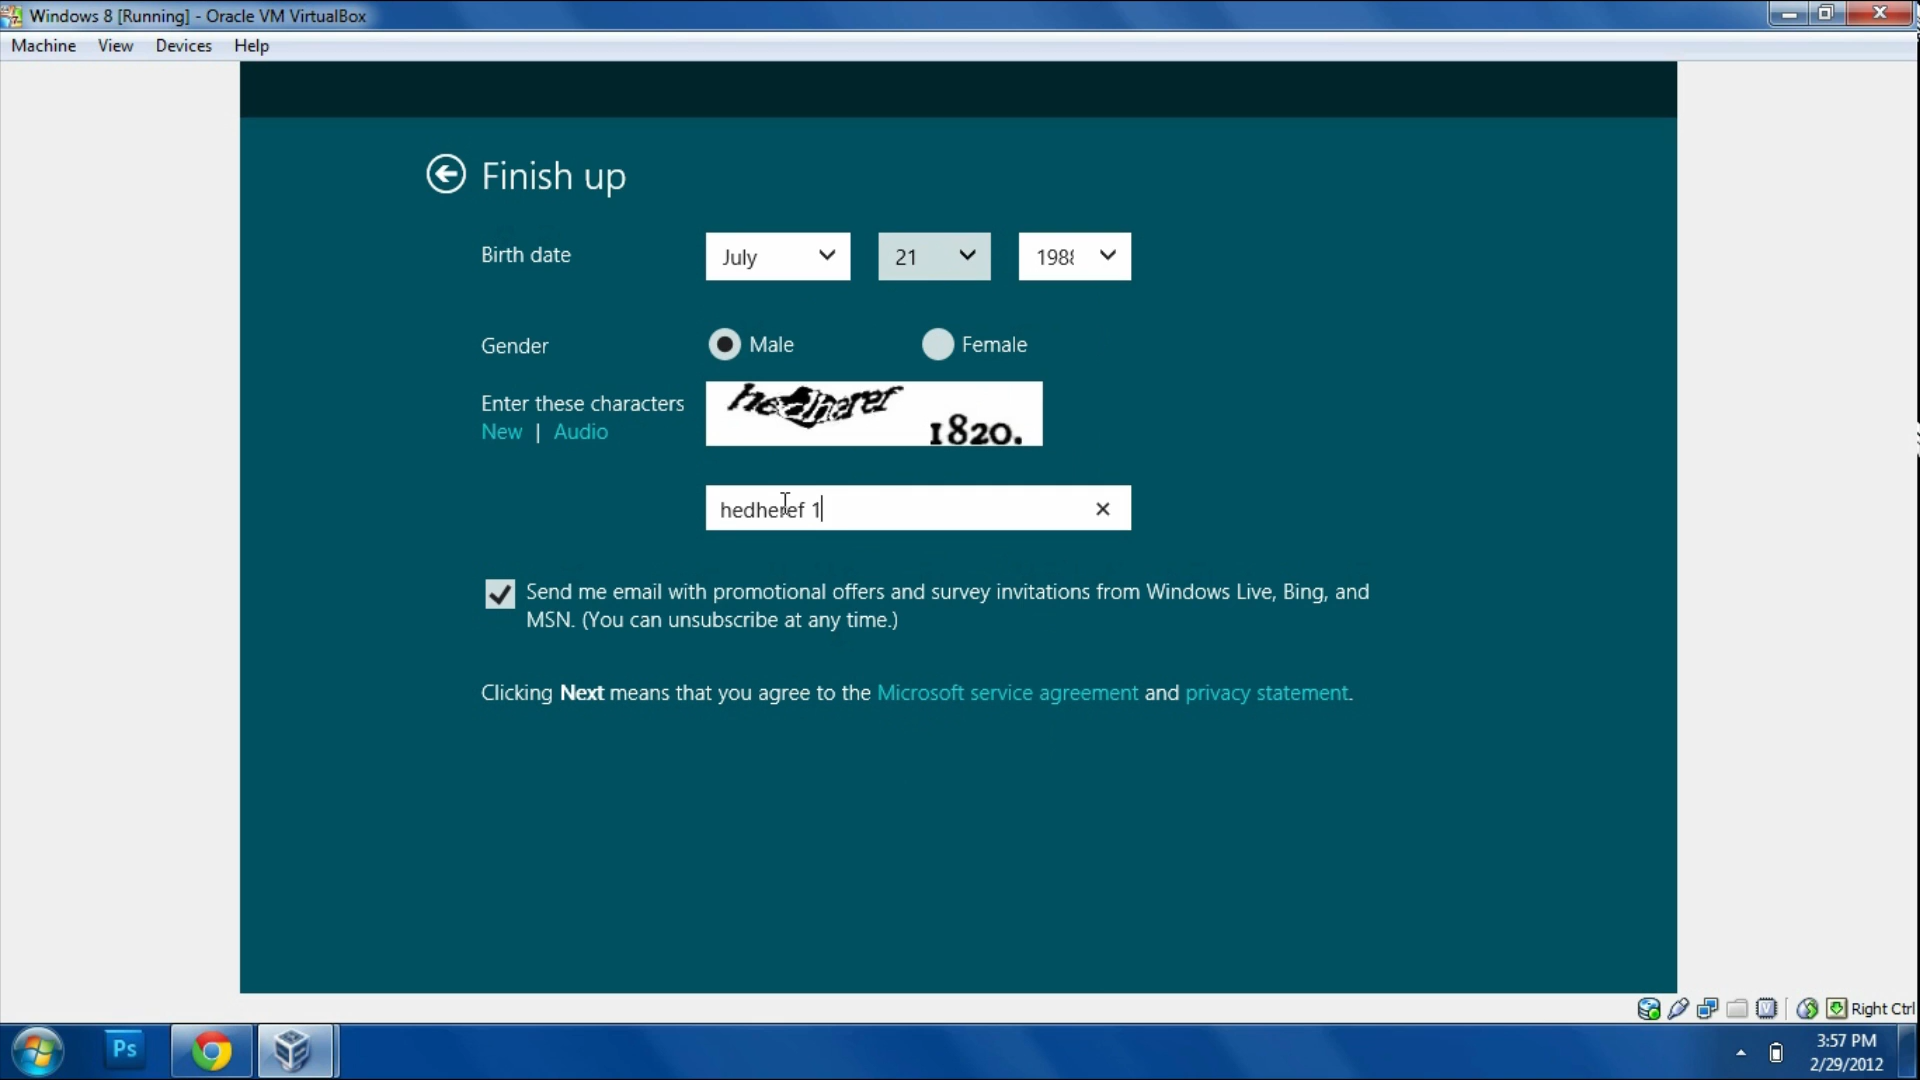 Windows 8 [Running] - Oracle VM VirtualBox
Machine View Devices Help
Finish up
Birth date July 21 1988
Gender Male Female
Enter these characters
New | Audio
hedheref 1820.
hedheref 1
Send me email with promotional offers and survey invitations from Windows Live, Bing, and
MSN. (You can unsubscribe at any time.)
Clicking Next means that you agree to the Microsoft service agreement and privacy statement.
Right Ctrl
Ps
3:57 PM
2/29/2012